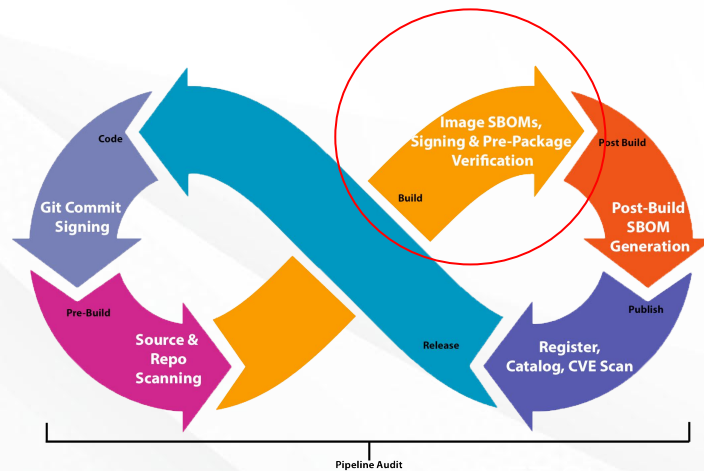 Image SBOMs,
Signing & Pre-Package
Verification
Code
Post Build
Build
Git Commit
Signing
Post-Build
SBOM
Generation
Pre-Build
Publish
Source &
Repo
Scanning
Release
Register,
Catalog, CVE Scan
Pipeline Audit